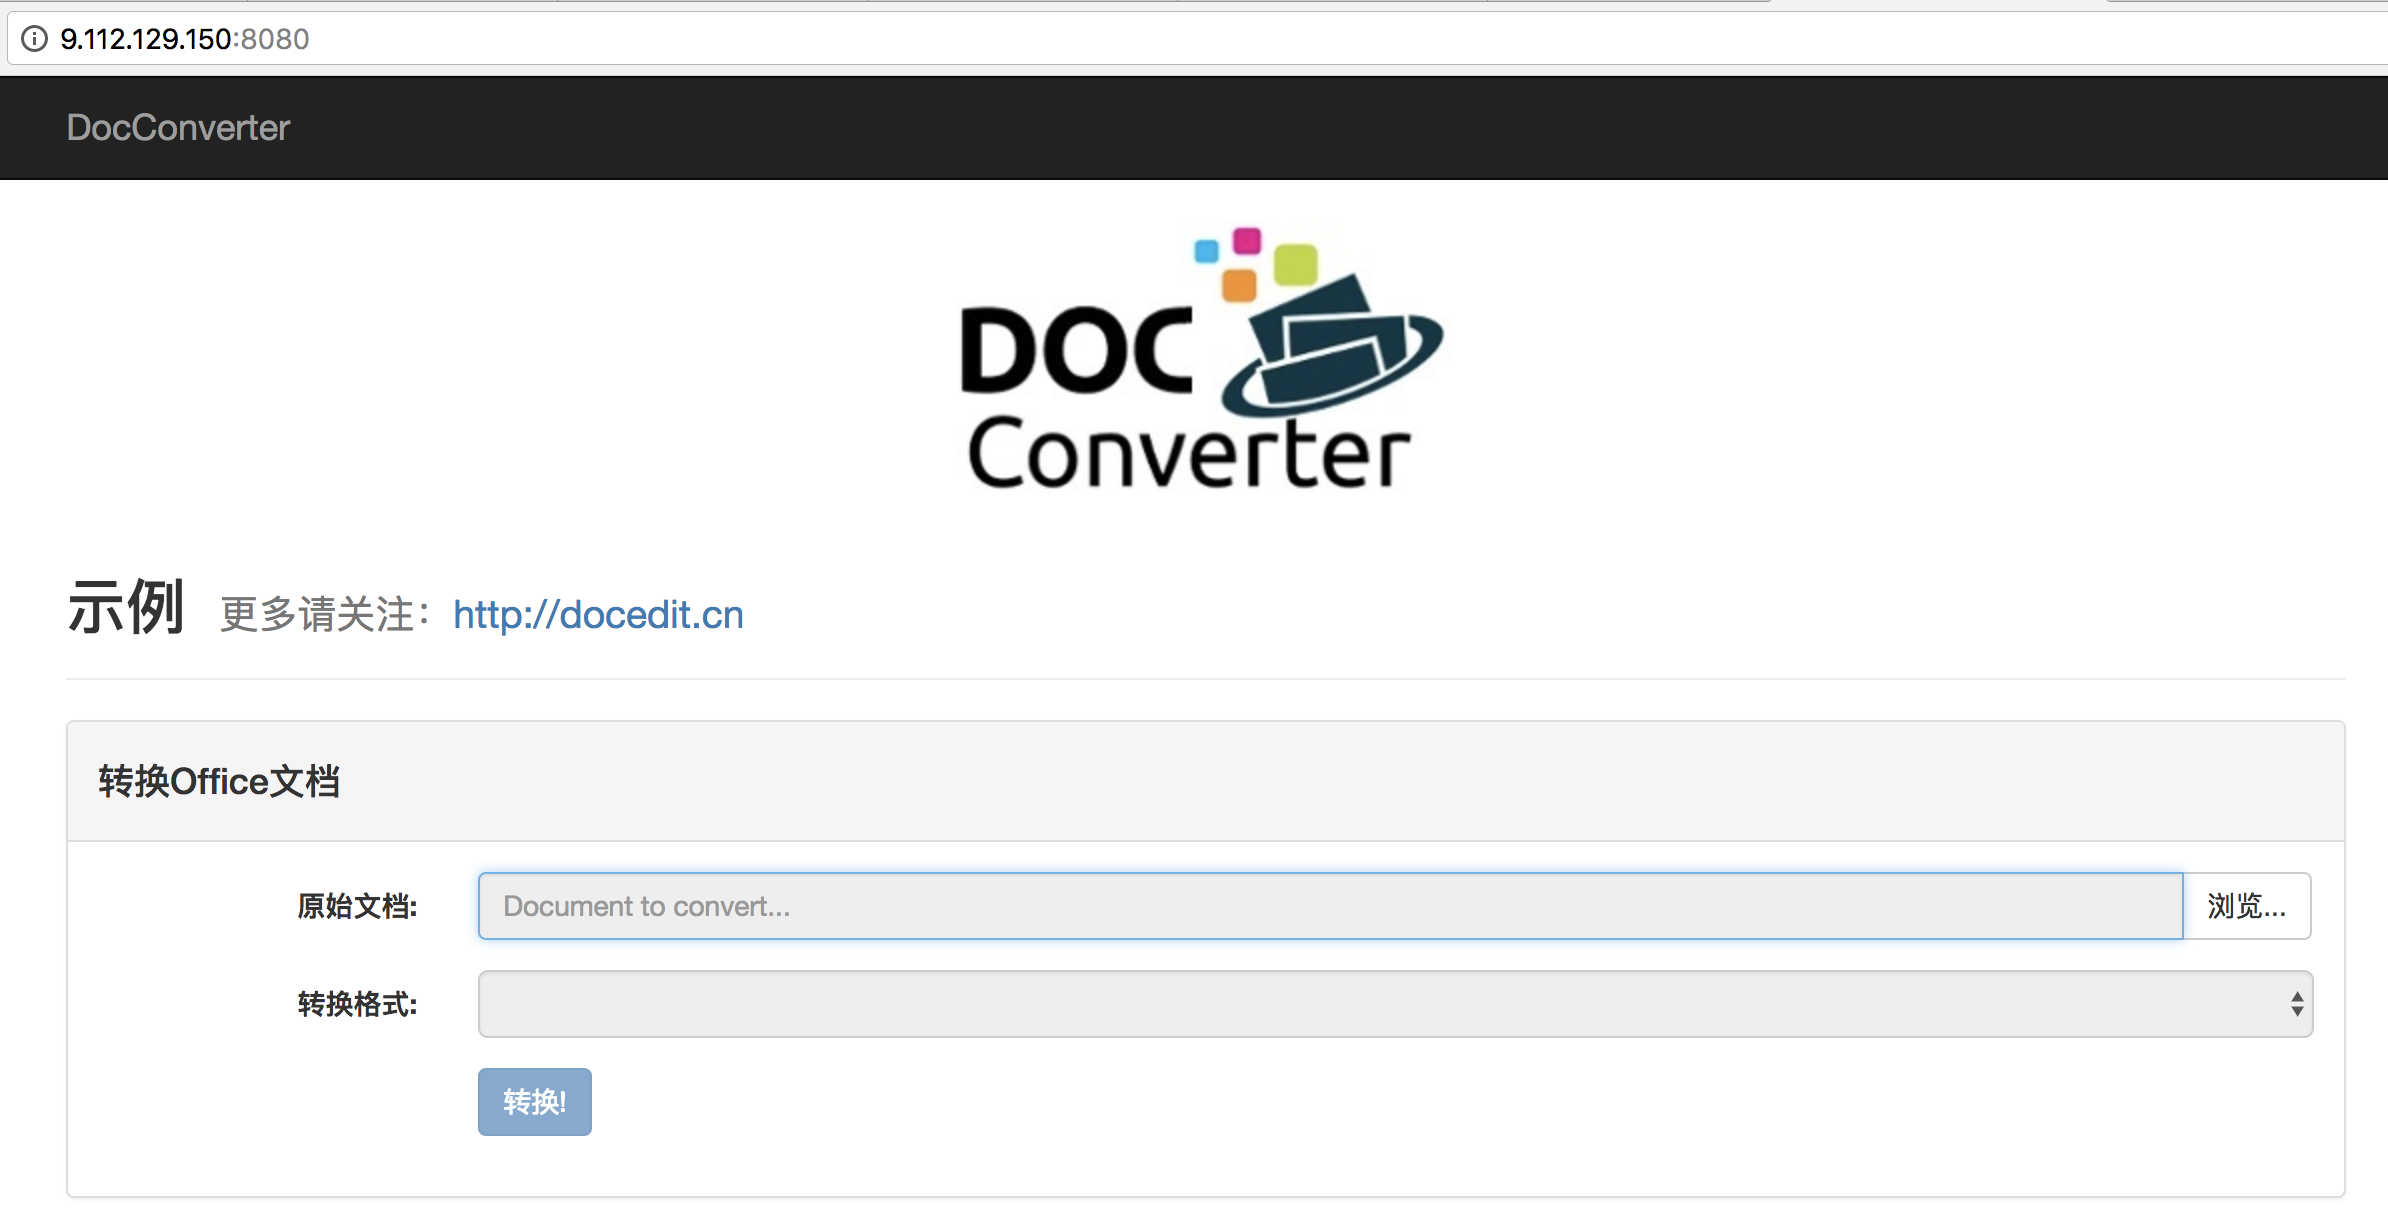 9.112.129.150:8080
DocConverter
DOC
Converter
示例 更多请关注：http://docedit.cn
转换Office文档
原始文档: Document to convert... 浏览...
转换格式:
转换!